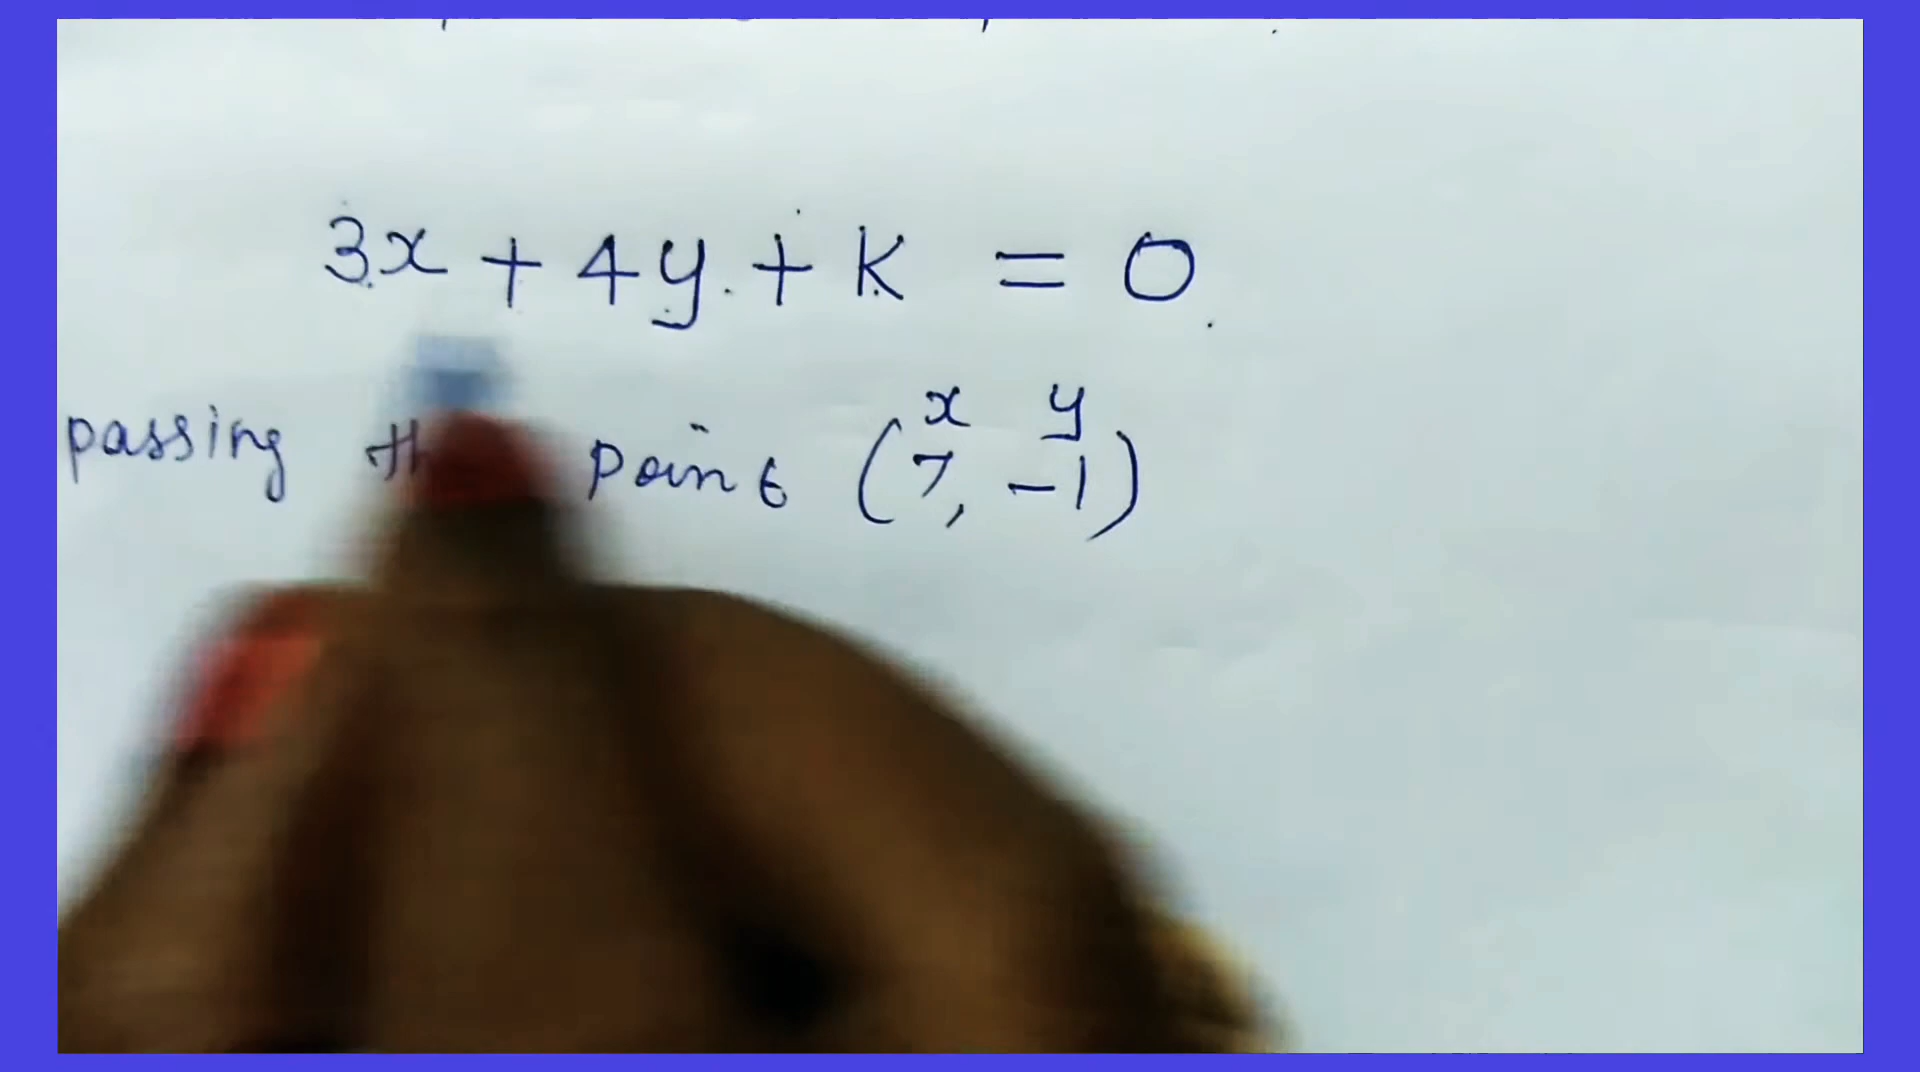 3x + 4y + k = 0
x y
passing point (7, -1)